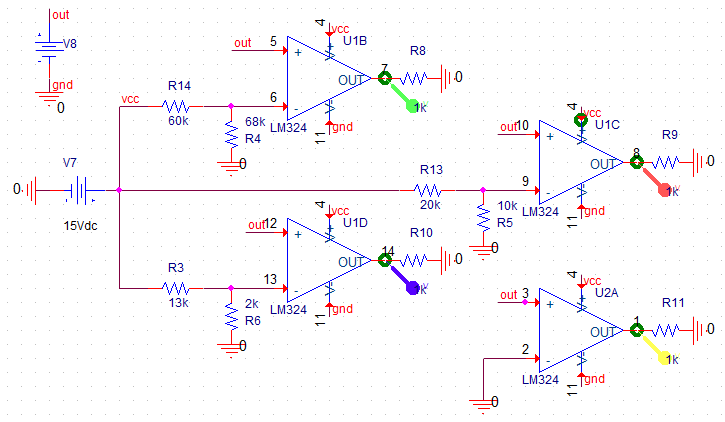 out
V8
gnd
0
out
5
6
+
-
4
vcc
V+
U1B
OUT
7
V-
LM324
11
gnd
R8
1k
0
vcc
R14
60k
68k
R4
0
V7
0
15Vdc
R13
20k
10k
R5
0
out
10
9
+
-
4
vcc
V+
U1C
OUT
8
V-
LM324
11
gnd
R9
1k
0
R3
13k
2k
R6
0
out
12
13
+
-
4
vcc
V+
U1D
OUT
14
V-
LM324
11
gnd
R10
1k
0
out
3
2
+
-
4
vcc
V+
U2A
OUT
1
V-
LM324
11
gnd
R11
1k
0
0